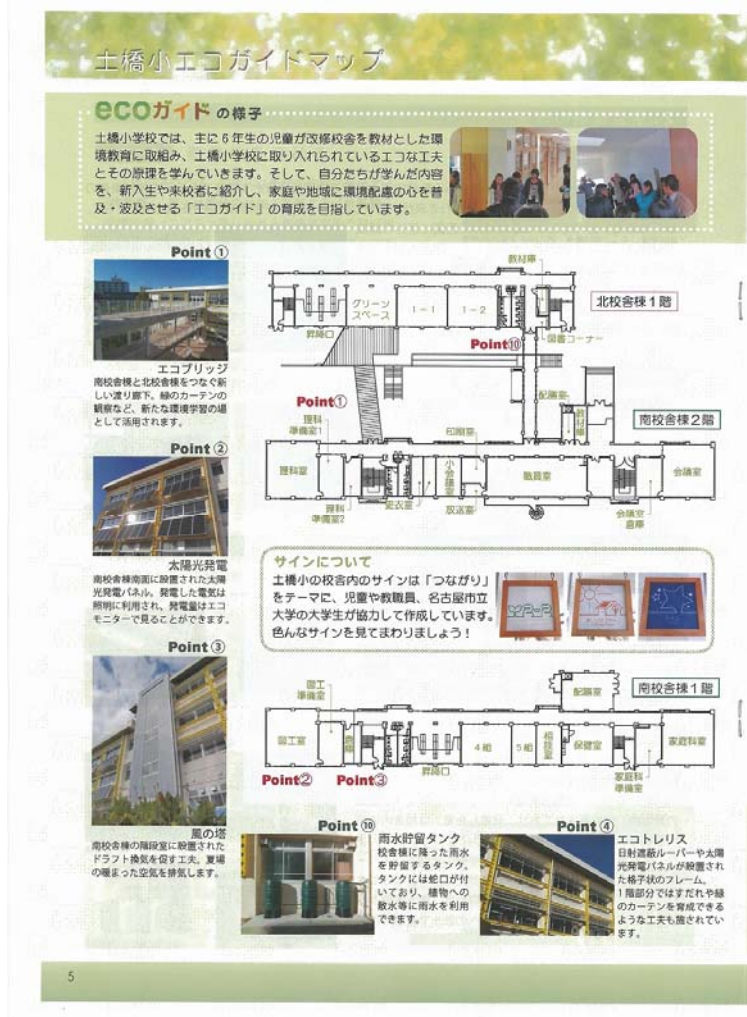 土橋小エコガイドマップ
ecoガイドの様子
土橋小学校では、主に6年生の児童が改修校舎を教材とした環
境教育に取組み、土橋小学校に取り入れられているエコな工夫
とその原理を学んでいきます。そして、自分たちが学んだ内容
を、新入生や来校者に紹介し、家庭や地域に環境配慮の心を普
及・波及させる「エコガイド」の育成を目指しています。
Point①
エコブリッジ
南校舎棟と北校舎棟をつなぐ新
しい渡り廊下。緑のカーテンの
観察など、新たな環境学習の場
として活用されます。
Point②
太陽光発電
南校舎棟南面に設置された太陽
光発電パネル。発電した電気は
照明に利用され、発電量はエコ
モニターで見ることができます。
Point③
風の塔
南校舎棟の階段室に設置された
ドラフト換気を促す工夫。夏場
の暖まった空気を排気します。
教材庫
北校舎棟1階
グリーン
スペース
1-1
1-2
昇降口
図書コーナー
Point⑩
Point①
配膳室
教材庫
南校舎棟2階
理科
準備室1
印刷室
理科室
小会議室
職員室
会議室
理科
準備室2
更衣室
放送室
会議室
倉庫
サインについて
土橋小の校舎内のサインは「つながり」
をテーマに、児童や教職員、名古屋市立
大学の大学生が協力して作成しています。
色んなサインを見てまわりましょう！
南校舎棟1階
配膳室
図工
準備室
図工室
4組
5組
相談室
保健室
家庭科室
昇降口
家庭科
準備室
Point②
Point③
Point⑩
雨水貯留タンク
校舎棟に降った雨水
を貯留するタンク。
タンクには蛇口が付
いており、植物への
散水等に雨水を利用
できます。
Point④
エコトレリス
日射遮蔽ルーバーや太陽
光発電パネルが設置され
た格子状のフレーム。
1階部分ではすだれや緑
のカーテンを育成できる
ような工夫も施されてい
ます。
5